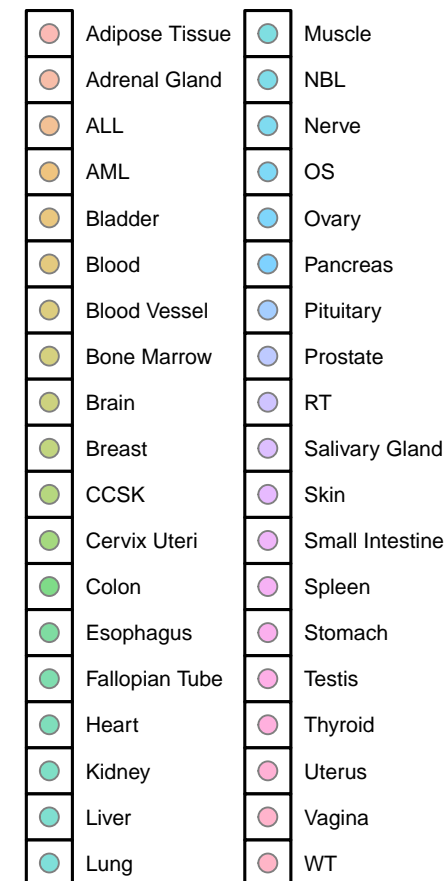 Adipose Tissue
Adrenal Gland
ALL
AML
Bladder
Blood
Blood Vessel
Bone Marrow
Brain
Breast
CCSK
Cervix Uteri
Colon
Esophagus
Fallopian Tube
Heart
Kidney
Liver
Lung
Muscle
NBL
Nerve
OS
Ovary
Pancreas
Pituitary
Prostate
RT
Salivary Gland
Skin
Small Intestine
Spleen
Stomach
Testis
Thyroid
Uterus
Vagina
WT